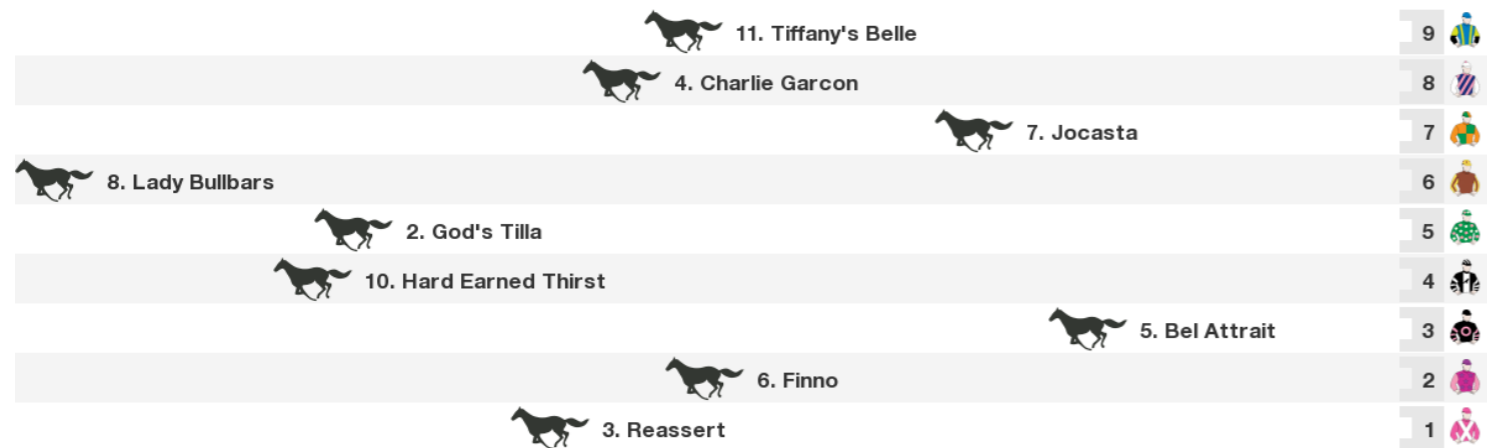 11. Tiffany's Belle 9
4. Charlie Garcon 8
7. Jocasta 7
8. Lady Bullbars 6
2. God's Tilla 5
10. Hard Earned Thirst 4
5. Bel Attrait 3
6. Finno 2
3. Reassert 1